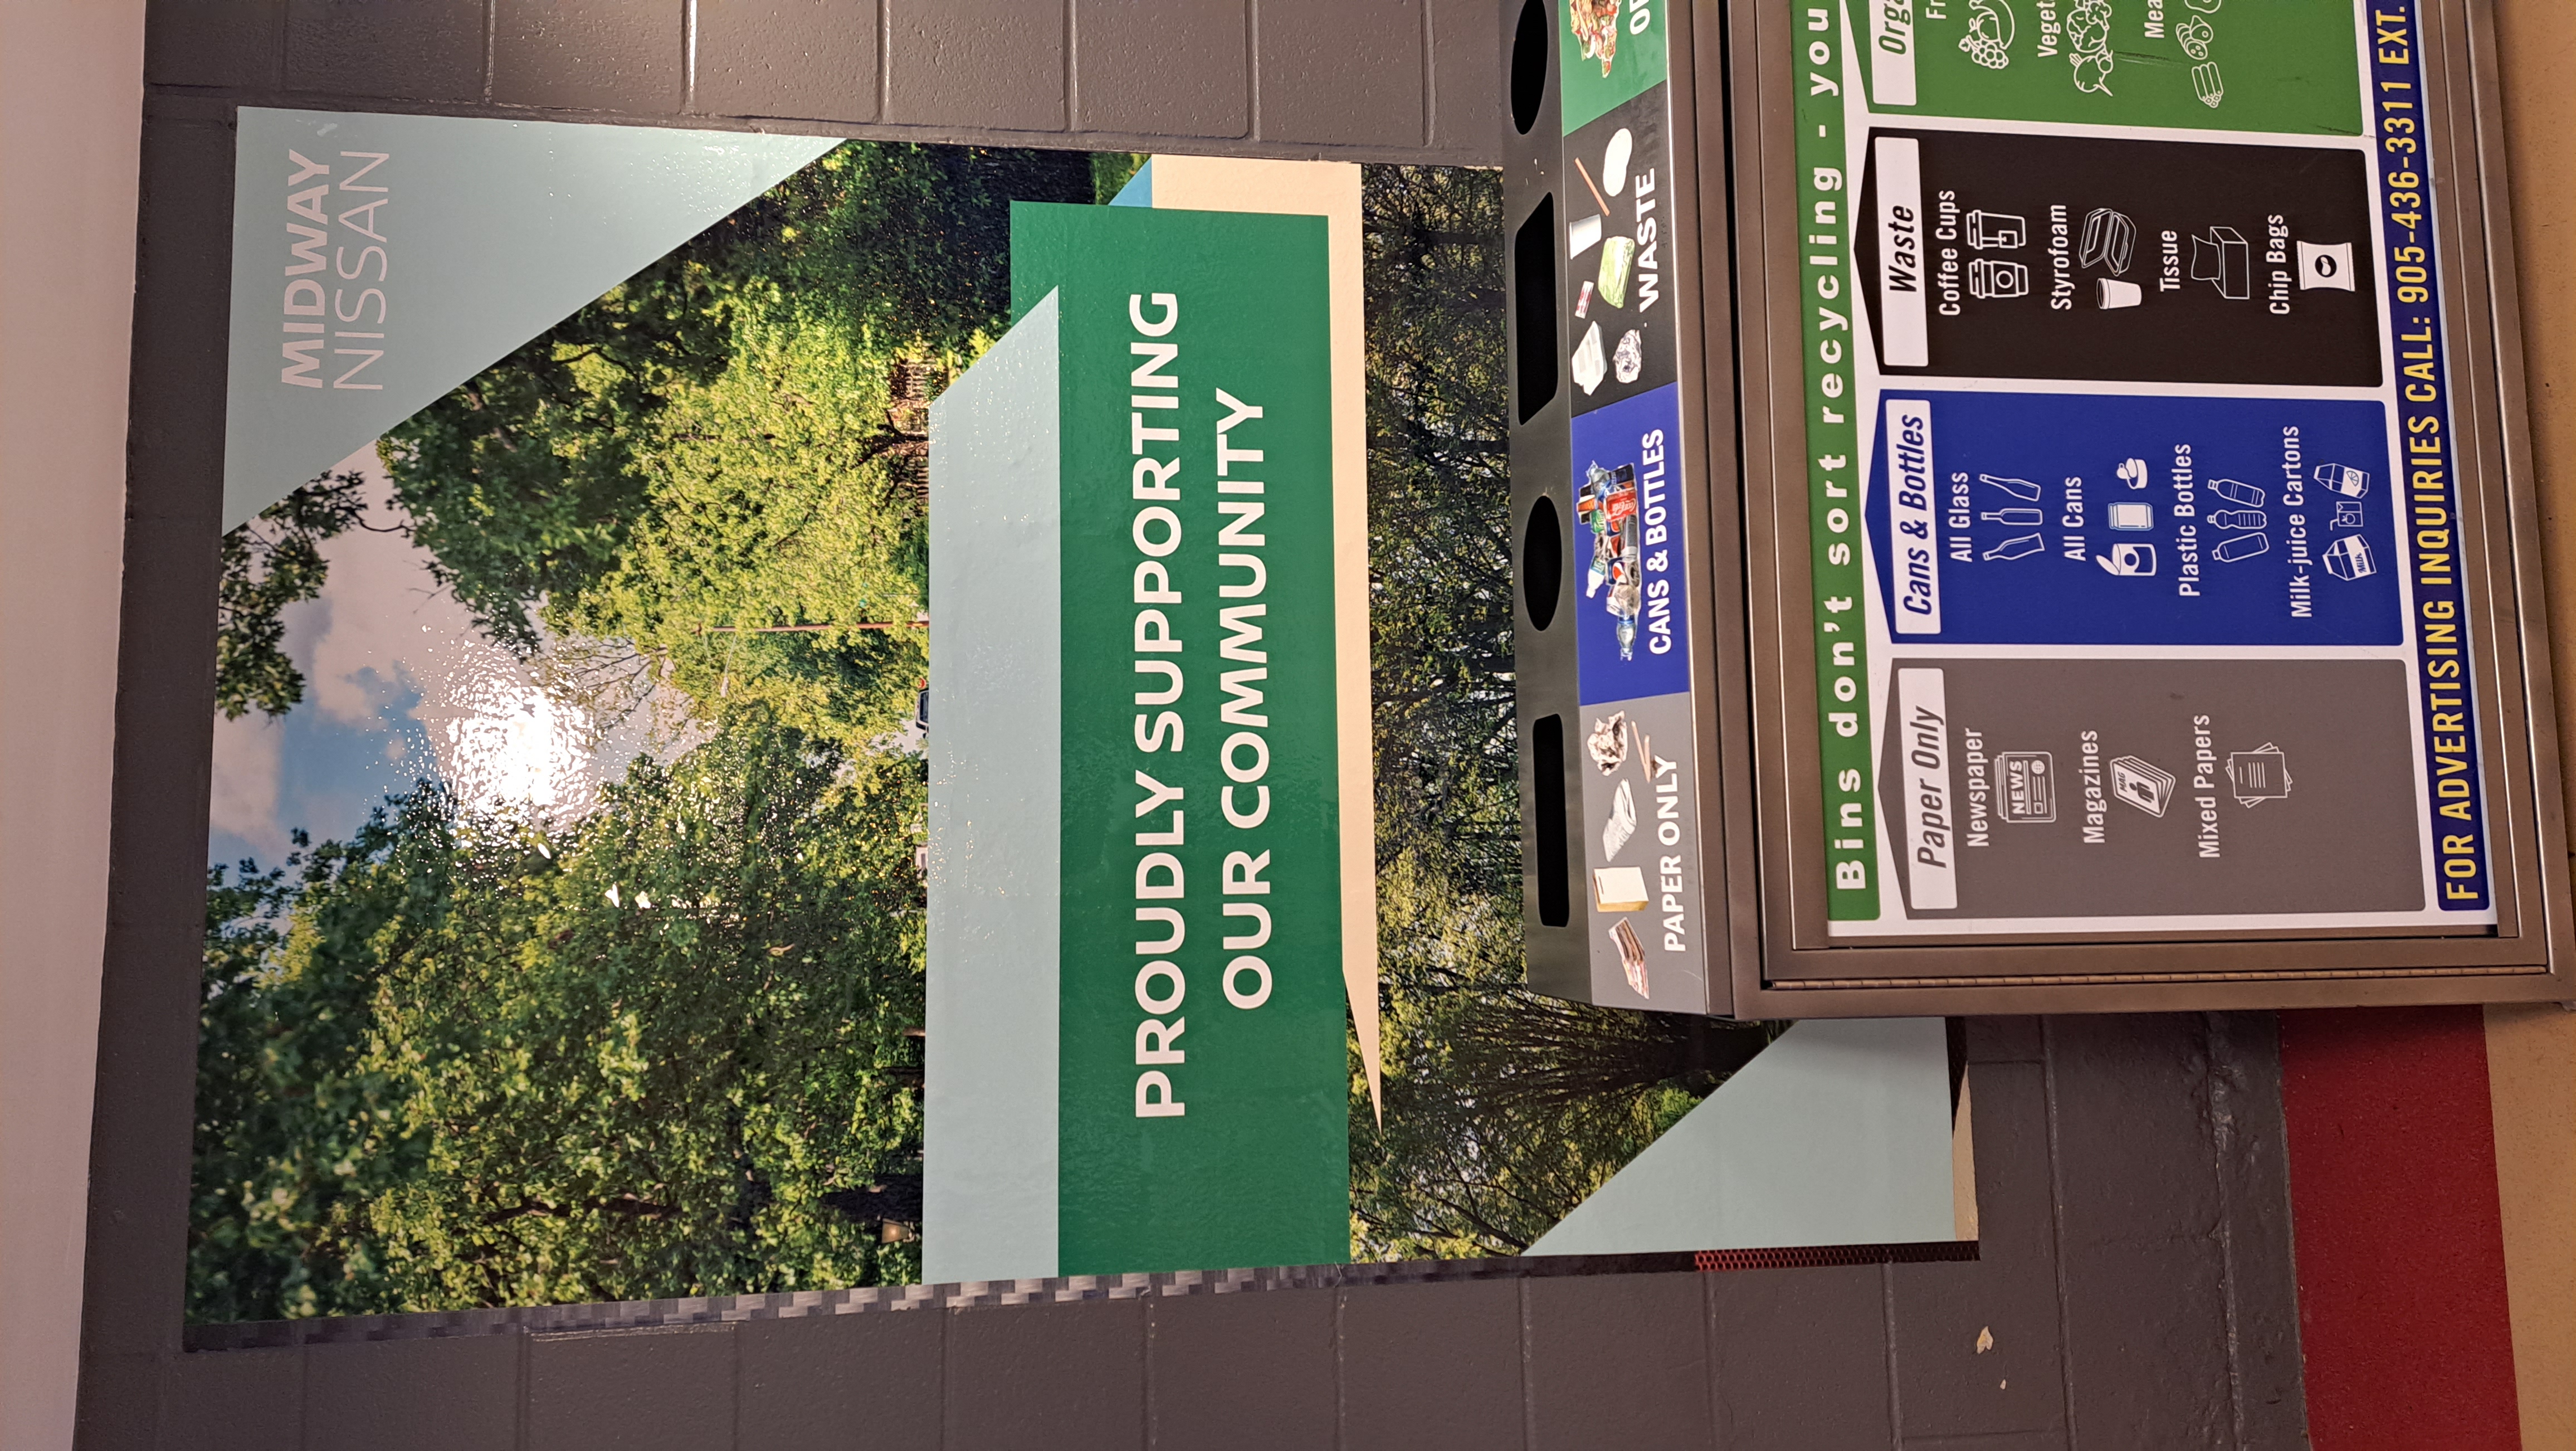 MIDWAY
NISSAN
PROUDLY SUPPORTING
OUR COMMUNITY
PAPER ONLY
CANS & BOTTLES
WASTE
Bins don't sort recycling - you
Paper Only
Newspaper
NEWS
Magazines
MAG
Mixed Papers
Cans & Bottles
All Glass
All Cans
Plastic Bottles
Milk-juice Cartons
Milk
Waste
Coffee Cups
Styrofoam
Tissue
Chip Bags
FOR ADVERTISING INQUIRIES CALL: 905-436-3311 EXT.